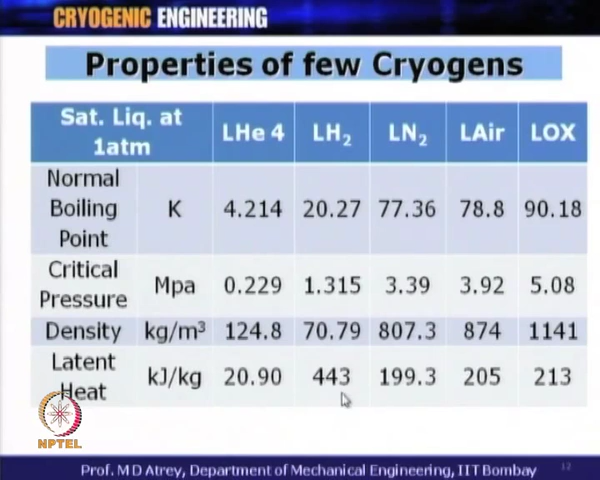 CRYOGENIC ENGINEERING
Properties of few Cryogens
Sat. Liq. at 1atm LHe 4 LH₂ LN₂ LAir LOX
Normal Boiling Point K 4.214 20.27 77.36 78.8 90.18
Critical Pressure Mpa 0.229 1.315 3.39 3.92 5.08
Density kg/m³ 124.8 70.79 807.3 874 1141
Latent Heat kJ/kg 20.90 443 199.3 205 213
NPTEL
Prof. M D Atrey, Department of Mechanical Engineering, IIT Bombay 12